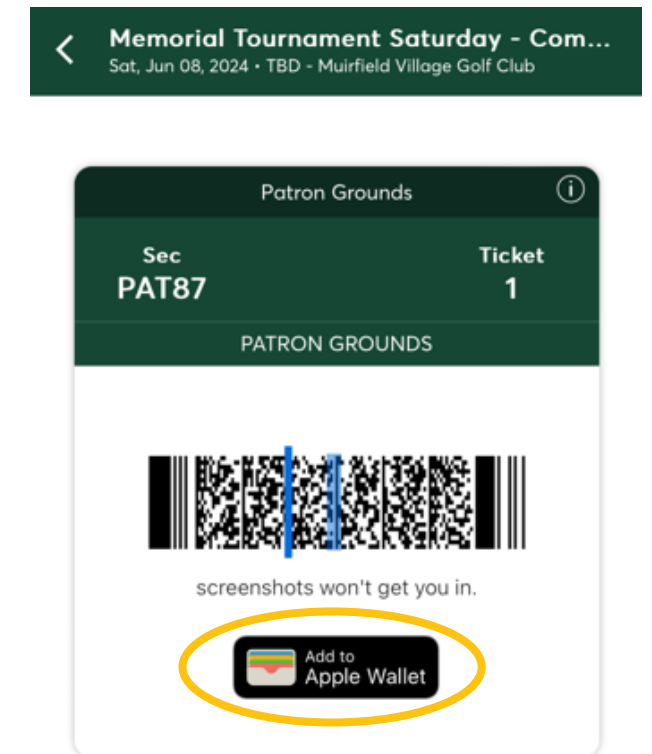 Memorial Tournament Saturday - Com...
Sat, Jun 08, 2024 • TBD - Muirfield Village Golf Club
Patron Grounds
Sec
PAT87
Ticket
1
PATRON GROUNDS
screenshots won't get you in.
Add to
Apple Wallet